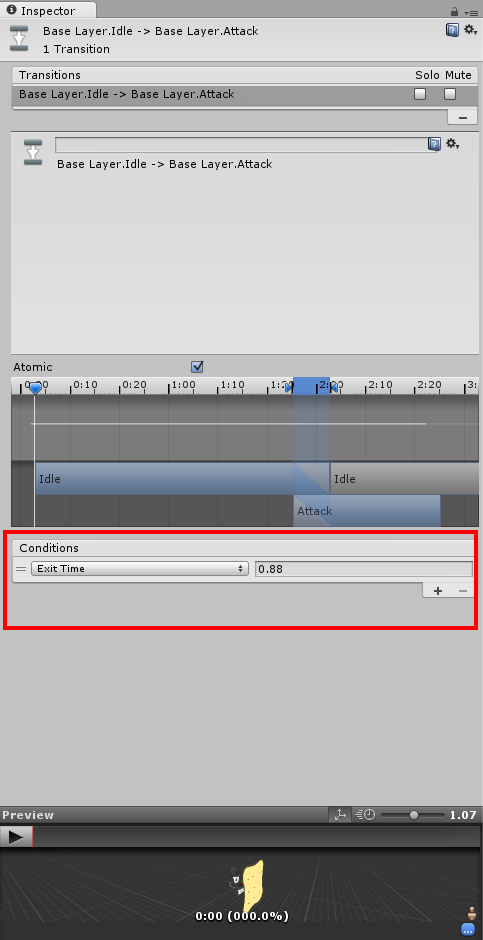 Inspector
Base Layer.Idle -> Base Layer.Attack
1 Transition
Transitions Solo Mute
Base Layer.Idle -> Base Layer.Attack
Base Layer.Idle -> Base Layer.Attack
Atomic
0:00 0:10 0:20 1:00 1:10 1:20 2:00 2:10 2:20 3:
Idle Idle
Attack
Conditions
Exit Time 0.88
Preview 1.07
0:00 (000.0%)